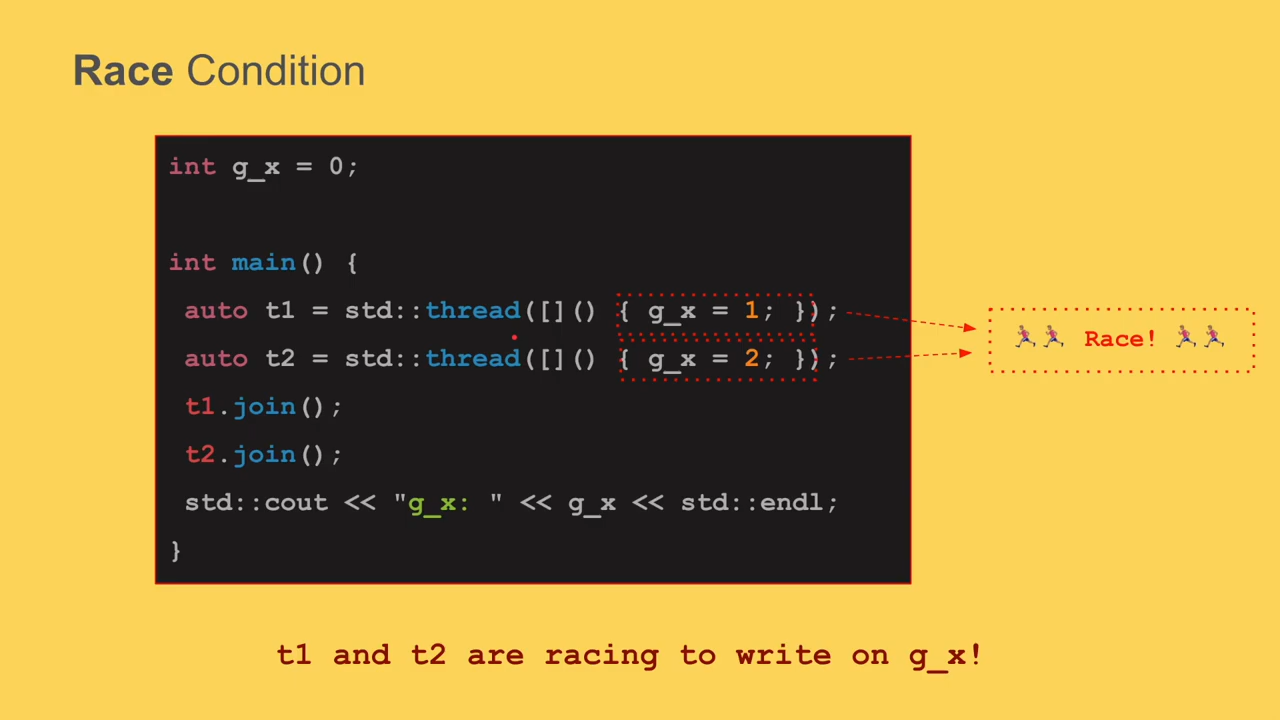 Race Condition
int g_x = 0;
int main() {
auto t1 = std::thread([]() { g_x = 1; });
auto t2 = std::thread([]() { g_x = 2; });
t1.join();
t2.join();
std::cout << "g_x: " << g_x << std::endl;
}
Race!
t1 and t2 are racing to write on g_x!